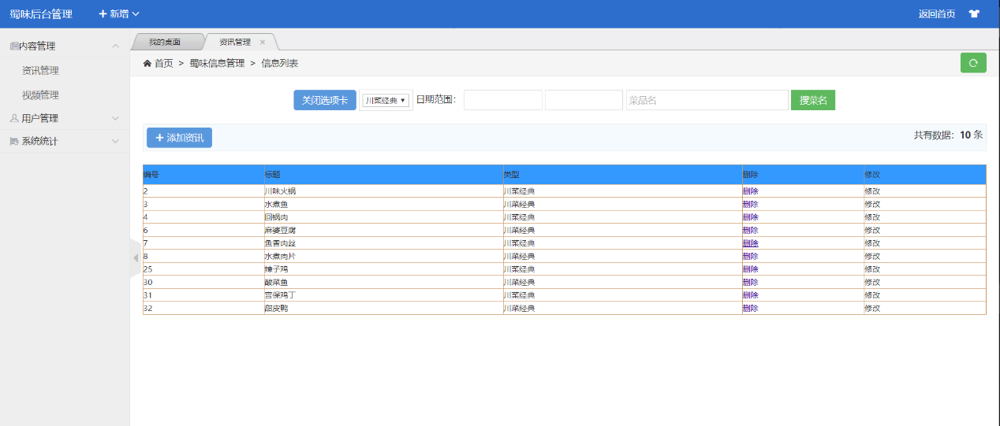 蜀味后台管理 新增 返回首页
内容管理 我的桌面 资讯管理
首页 > 蜀味信息管理 > 信息列表
资讯管理
视频管理
用户管理
系统统计
关闭选项卡 川菜经典 日期范围： 菜品名 搜菜名
添加资讯 共有数据：10 条
编号 标题 类型 删除 修改
2 川味火锅 川菜经典 删除 修改
3 水煮鱼 川菜经典 删除 修改
4 回锅肉 川菜经典 删除 修改
6 麻婆豆腐 川菜经典 删除 修改
7 鱼香肉丝 川菜经典 删除 修改
8 水煮肉片 川菜经典 删除 修改
25 辣子鸡 川菜经典 删除 修改
30 酸菜鱼 川菜经典 删除 修改
31 宫保鸡丁 川菜经典 删除 修改
32 甜皮鸭 川菜经典 删除 修改